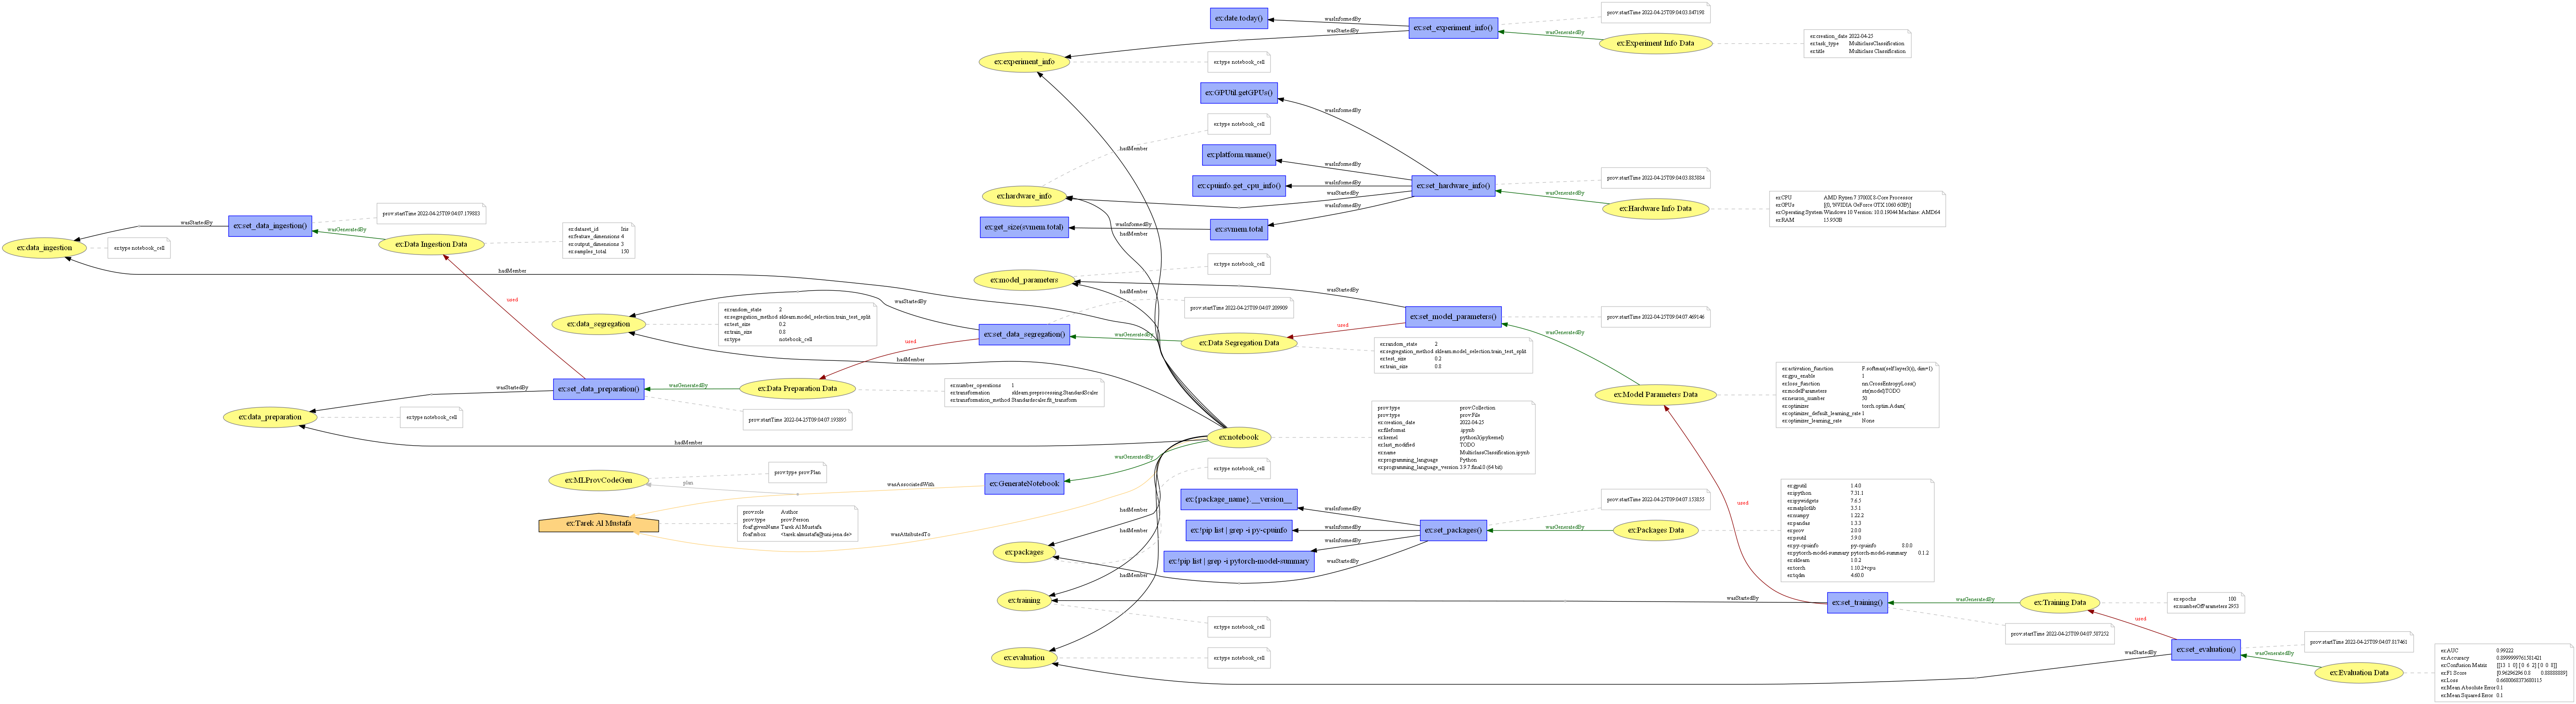 ex:date.today()
wasInformedBy
ex:set_experiment_info()
prov:startTime 2022-04-25T09:04:03.847198
wasGeneratedBy
ex:Experiment Info Data
ex:creation_date 2022-04-25
ex:task_type MulticlassClassification
ex:title Multiclass Classification
wasStartedBy
ex:experiment_info
ex:type notebook_cell
ex:GPUtil.getGPUs()
wasInformedBy
ex:type notebook_cell
hadMember
ex:platform.uname()
wasInformedBy
ex:cpuinfo.get_cpu_info()
wasInformedBy
ex:set_hardware_info()
prov:startTime 2022-04-25T09:04:03.885884
wasStartedBy
wasGeneratedBy
ex:hardware_info
ex:Hardware Info Data
ex:CPU AMD Ryzen 7 3700X 8-Core Processor
ex:GPUs [(0, 'NVIDIA GeForce GTX 1060 6GB')]
ex:Operating System Windows 10 Version: 10.0.19044 Machine: AMD64
ex:RAM 15.93GB
wasInformedBy
ex:get_size(svmem.total)
wasInformedBy
ex:svmem.total
hadMember
wasStartedBy
ex:set_data_ingestion()
prov:startTime 2022-04-25T09:04:07.179883
wasGeneratedBy
ex:Data Ingestion Data
ex:dataset_id Iris
ex:feature_dimensions 4
ex:output_dimensions 3
ex:samples_total 150
ex:data_ingestion
ex:type notebook_cell
hadMember
ex:model_parameters
ex:type notebook_cell
hadMember
wasStartedBy
used
wasStartedBy
prov:startTime 2022-04-25T09:04:07.209909
ex:data_segregation
ex:random_state 2
ex:segregation_method sklearn.model_selection.train_test_split
ex:test_size 0.2
ex:train_size 0.8
ex:type notebook_cell
ex:set_data_segregation()
wasGeneratedBy
ex:Data Segregation Data
used
ex:set_model_parameters()
prov:startTime 2022-04-25T09:04:07.469146
wasGeneratedBy
ex:random_state 2
ex:segregation_method sklearn.model_selection.train_test_split
ex:test_size 0.2
ex:train_size 0.8
used
hadMember
ex:set_data_preparation()
wasGeneratedBy
ex:Data Preparation Data
ex:number_operations 1
ex:transformation sklearn.preprocessing.StandardScaler
ex:transformation_method Standardscaler.fit_transform
wasStartedBy
prov:startTime 2022-04-25T09:04:07.193895
ex:data_preparation
ex:type notebook_cell
hadMember
ex:Model Parameters Data
ex:activation_function F.softmax(self.layer3(x), dim=1)
ex:gpu_enable 1
ex:loss_function nn.CrossEntropyLoss()
ex:modelParameters str(model)TODO
ex:neuron_number 50
ex:optimizer torch.optim.Adam(
ex:optimizer_default_learning_rate 1
ex:optimizer_learning_rate None
ex:notebook
prov:type prov:Collection
prov:type prov:File
ex:creation_date 2022-04-25
ex:fileformat .ipynb
ex:kernel python3(ipykernel)
ex:last_modified TODO
ex:name MulticlassClassification.ipynb
ex:programming_language Python
ex:programming_language_version 3.9.7.final.0 (64 bit)
wasGeneratedBy
ex:type notebook_cell
ex:MLProvCodeGen
prov:type prov:Plan
plan
wasAssociatedWith
ex:GenerateNotebook
ex:Tarek Al Mustafa
prov:role Author
prov:type prov:Person
foaf:givenName Tarek Al Mustafa
foaf:mbox <tarek.almustafa@uni-jena.de>
wasAttributedTo
hadMember
hadMember
hadMember
ex:{package_name}.__version__
wasInformedBy
prov:startTime 2022-04-25T09:04:07.153855
ex:!pip list | grep -i py-cpuinfo
wasInformedBy
ex:set_packages()
wasGeneratedBy
ex:Packages Data
ex:!pip list | grep -i pytorch-model-summary
wasInformedBy
wasStartedBy
ex:gputil 1.4.0
ex:ipython 7.31.1
ex:ipywidgets 7.6.5
ex:matplotlib 3.5.1
ex:numpy 1.22.2
ex:pandas 1.3.3
ex:prov 2.0.0
ex:psutil 5.9.0
ex:py-cpuinfo py-cpuinfo 8.0.0
ex:pytorch-model-summary pytorch-model-summary 0.1.2
ex:sklearn 1.0.2
ex:torch 1.10.2+cpu
ex:tqdm 4.60.0
used
ex:packages
ex:training
ex:type notebook_cell
wasStartedBy
ex:set_training()
wasGeneratedBy
ex:Training Data
ex:epochs 100
ex:numberOfParameters 2953
prov:startTime 2022-04-25T09:04:07.507252
used
ex:evaluation
ex:type notebook_cell
wasStartedBy
ex:set_evaluation()
prov:startTime 2022-04-25T09:04:07.817461
wasGeneratedBy
ex:Evaluation Data
ex:AUC 0.99222
ex:Accuracy
ex:Confusion Matrix [[13 1 0] [ 0 6 2] [ 0 0 8]]
ex:F1 Score [0.96296296 0.8 0.88888889]
ex:Loss
ex:Mean Absolute Error 0.1
ex:Mean Squared Error 0.1